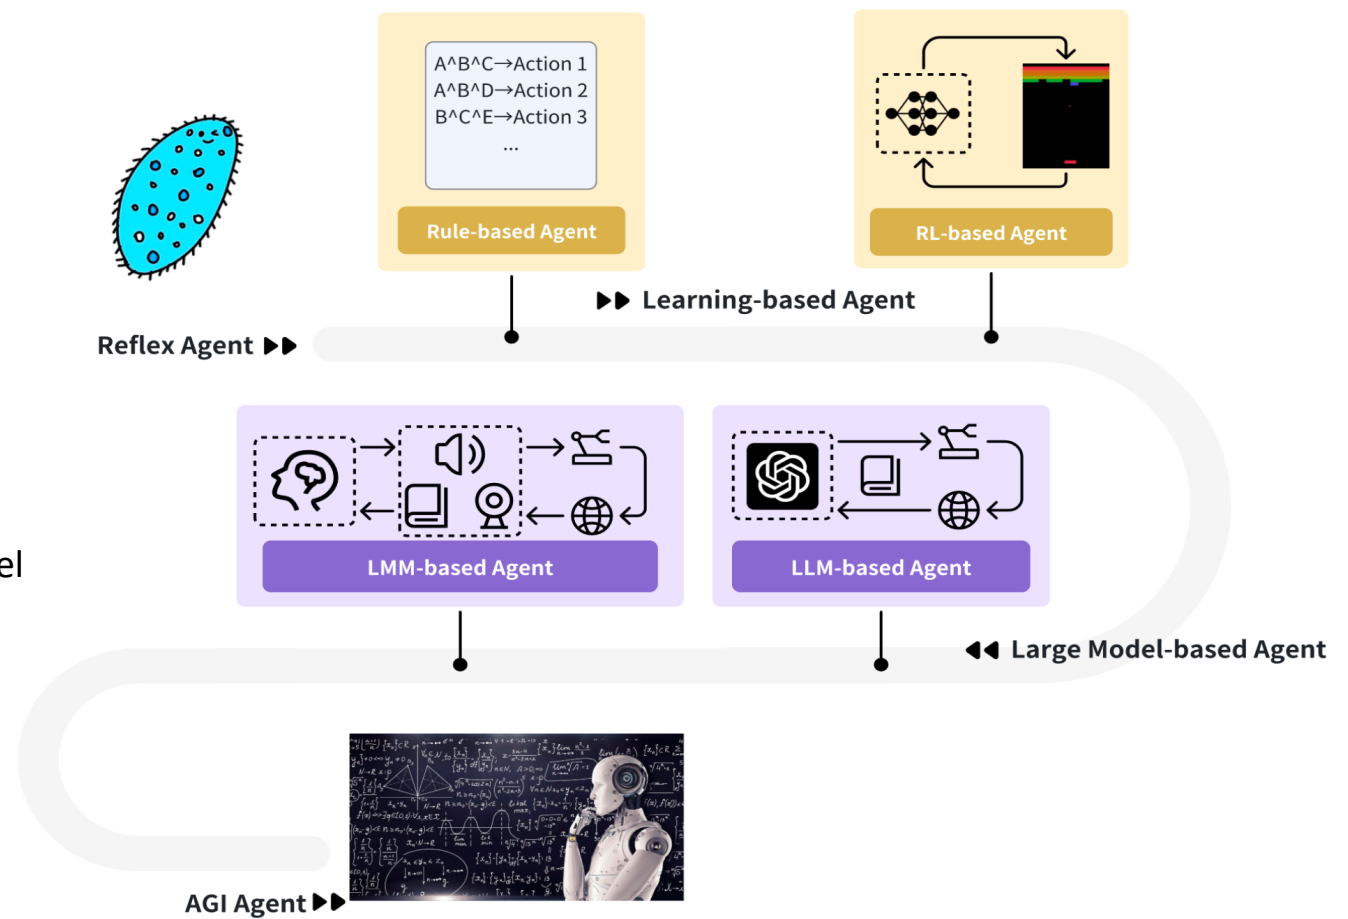 A^B^C→Action 1
A^B^D→Action 2
B^C^E→Action 3
...
Rule-based Agent
RL-based Agent
Learning-based Agent
Reflex Agent
LMM-based Agent
LLM-based Agent
el
Large Model-based Agent
AGI Agent